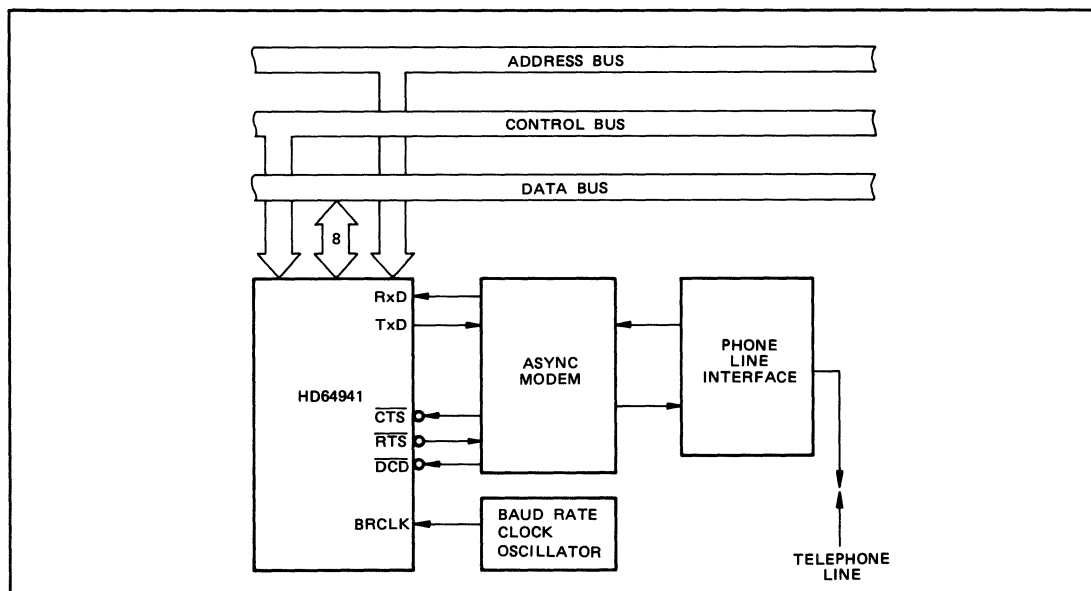 ADDRESS BUS
CONTROL BUS
DATA BUS
8
RxD
TxD
HD64941
CTS
RTS
DCD
BRCLK
ASYNC
MODEM
PHONE
LINE
INTERFACE
BAUD RATE
CLOCK
OSCILLATOR
TELEPHONE
LINE